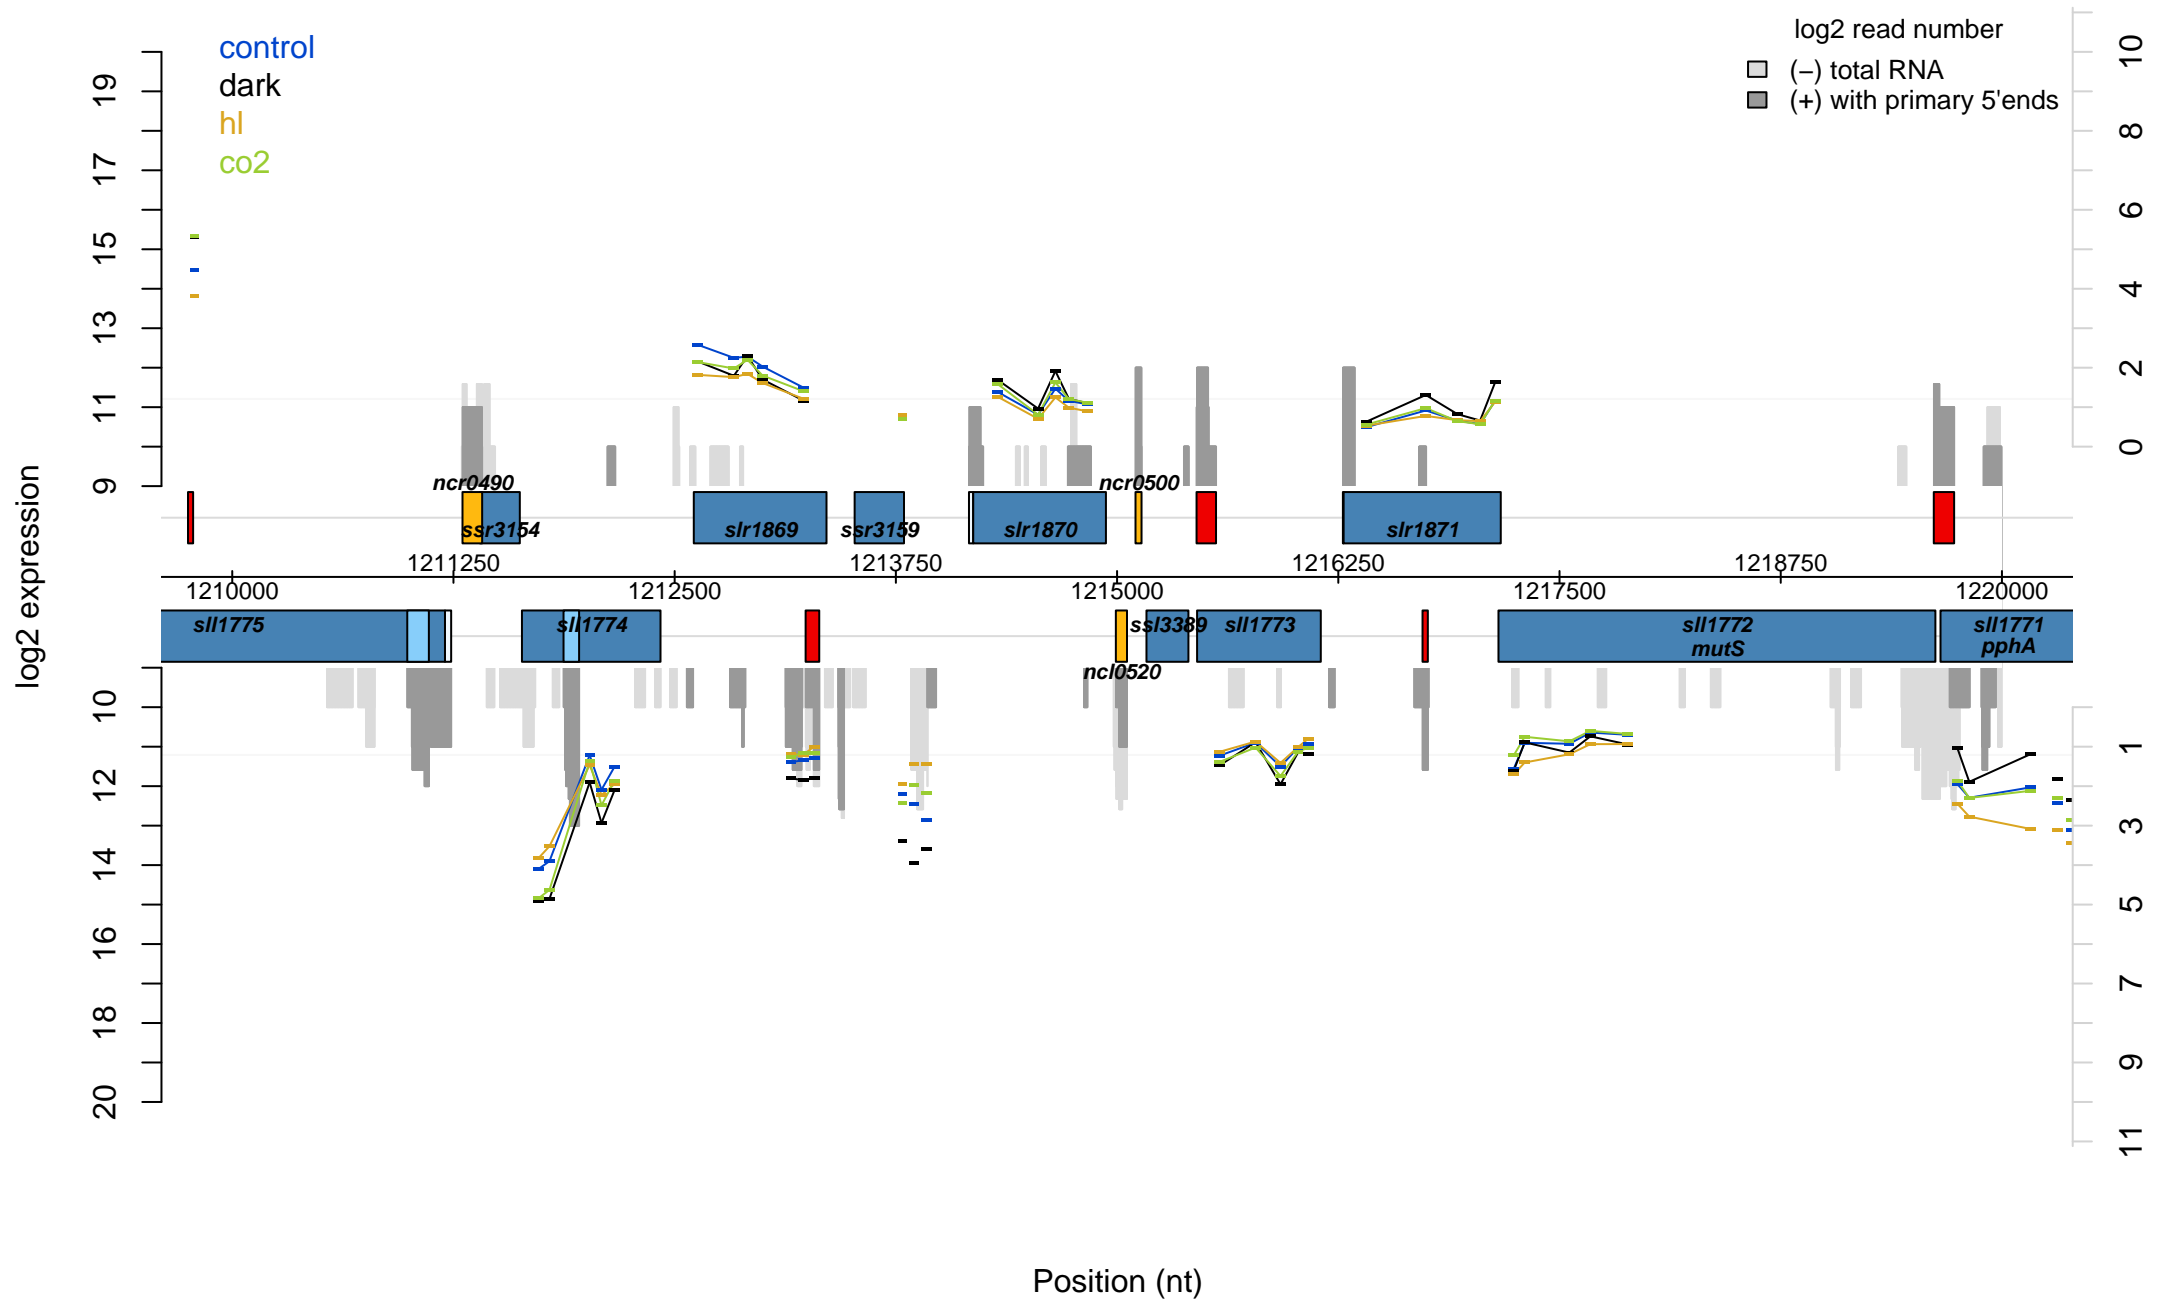 control
dark
hl
co2
log2 read number
(−) total RNA
(+) with primary 5'ends
19
17
15
13
11
9
10
8
6
4
2
0
log2 expression
ncr0490
ssr3154
slr1869
ssr3159
slr1870
ncr0500
slr1871
1211250
1213750
1216250
1218750
1210000
1212500
1215000
1217500
1220000
sll1775
sll1774
ssl3389
sll1773
sll1772
mutS
sll1771
pphA
ncl0520
10
12
14
16
18
20
1
3
5
7
9
11
Position (nt)